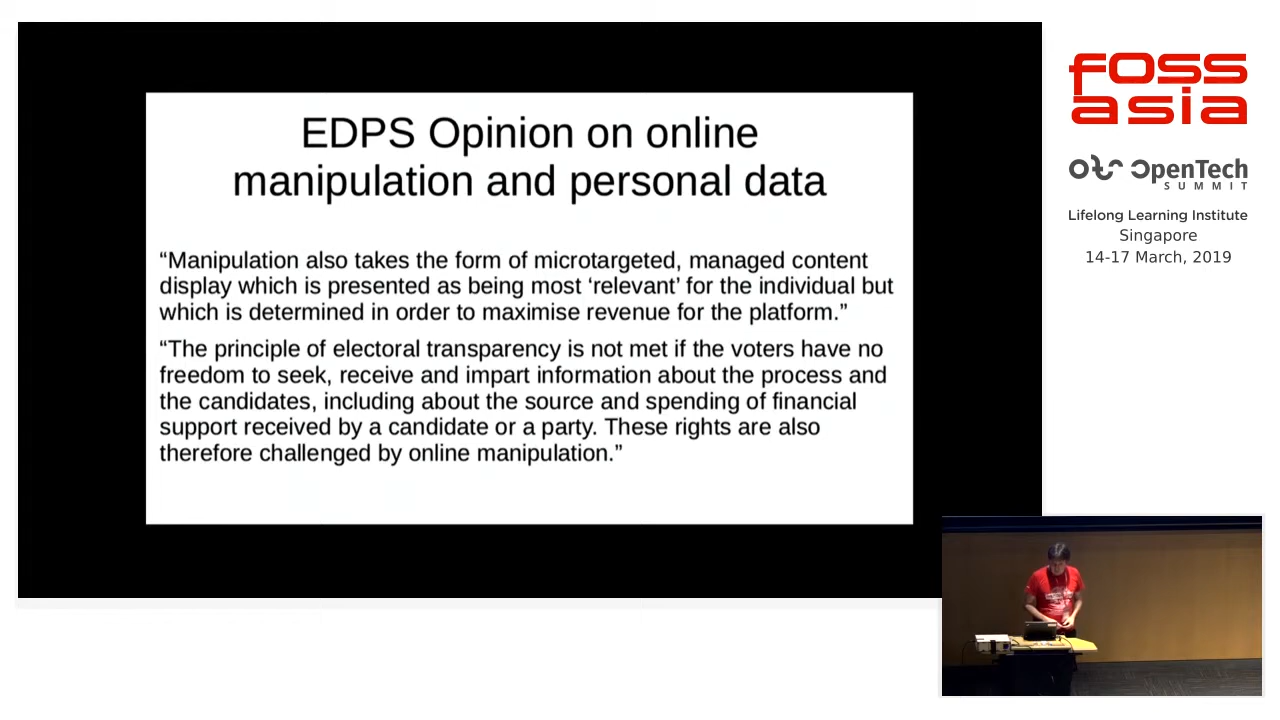 EDPS Opinion on online
manipulation and personal data
“Manipulation also takes the form of microtargeted, managed content
display which is presented as being most ‘relevant’ for the individual but
which is determined in order to maximise revenue for the platform.”
“The principle of electoral transparency is not met if the voters have no
freedom to seek, receive and impart information about the process and
the candidates, including about the source and spending of financial
support received by a candidate or a party. These rights are also
therefore challenged by online manipulation.”
FOSS
asia
OpenTech
SUMMIT
Lifelong Learning Institute
Singapore
14-17 March, 2019